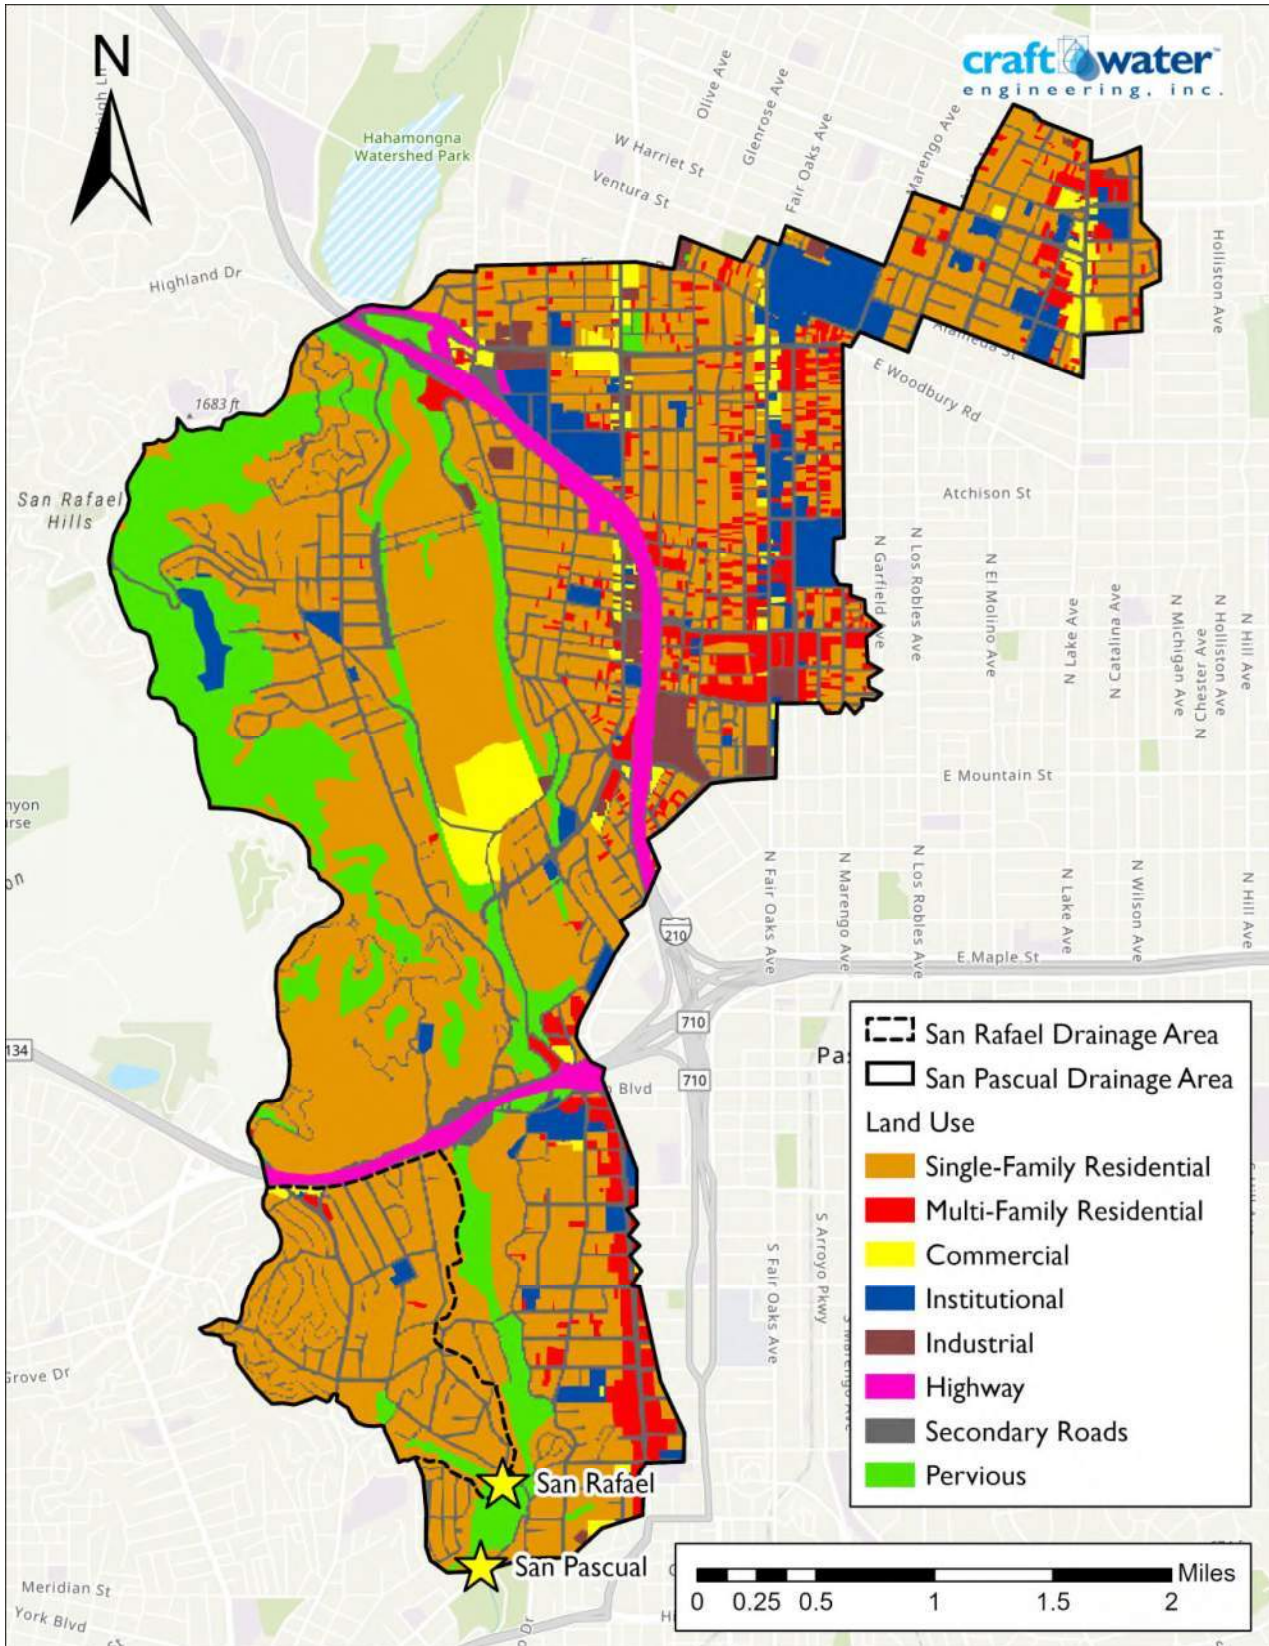 N
craft water™
engineering, inc.
Hahamongna
Watershed Park
Olive Ave
Glenrose Ave
Fair Oaks Ave
Marengo Ave
W Harriet St
Ventura St
Highland Dr
Holliston Ave
Alameda St
E Woodbury Rd
1683 ft
San Rafael
Hills
Atchison St
N Garfield Ave
N Los Robles Ave
N El Molino Ave
N Lake Ave
N Catalina Ave
N Michigan Ave
N Chester Ave
N Holliston Ave
N Hill Ave
E Mountain St
N Fair Oaks Ave
N Marengo Ave
N Los Robles Ave
N Lake Ave
N Wilson Ave
N Hill Ave
210
E Maple St
710
134
Blvd
710
S Fair Oaks Ave
S Arroyo Pkwy
Grove Dr
San Rafael Drainage Area
San Pascual Drainage Area
Land Use
Single-Family Residential
Multi-Family Residential
Commercial
Institutional
Industrial
Highway
Secondary Roads
Pervious
San Rafael
San Pascual
Miles
0 0.25 0.5 1 1.5 2
Meridian St
York Blvd
Dr